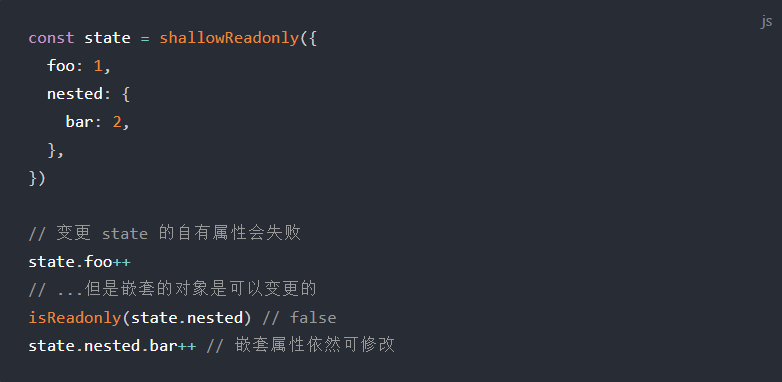 js
const state = shallowReadonly({
  foo: 1,
  nested: {
    bar: 2,
  },
})
// 变更 state 的自有属性会失败
state.foo++
// ...但是嵌套的对象是可以变更的
isReadonly(state.nested) // false
state.nested.bar++ // 嵌套属性依然可修改